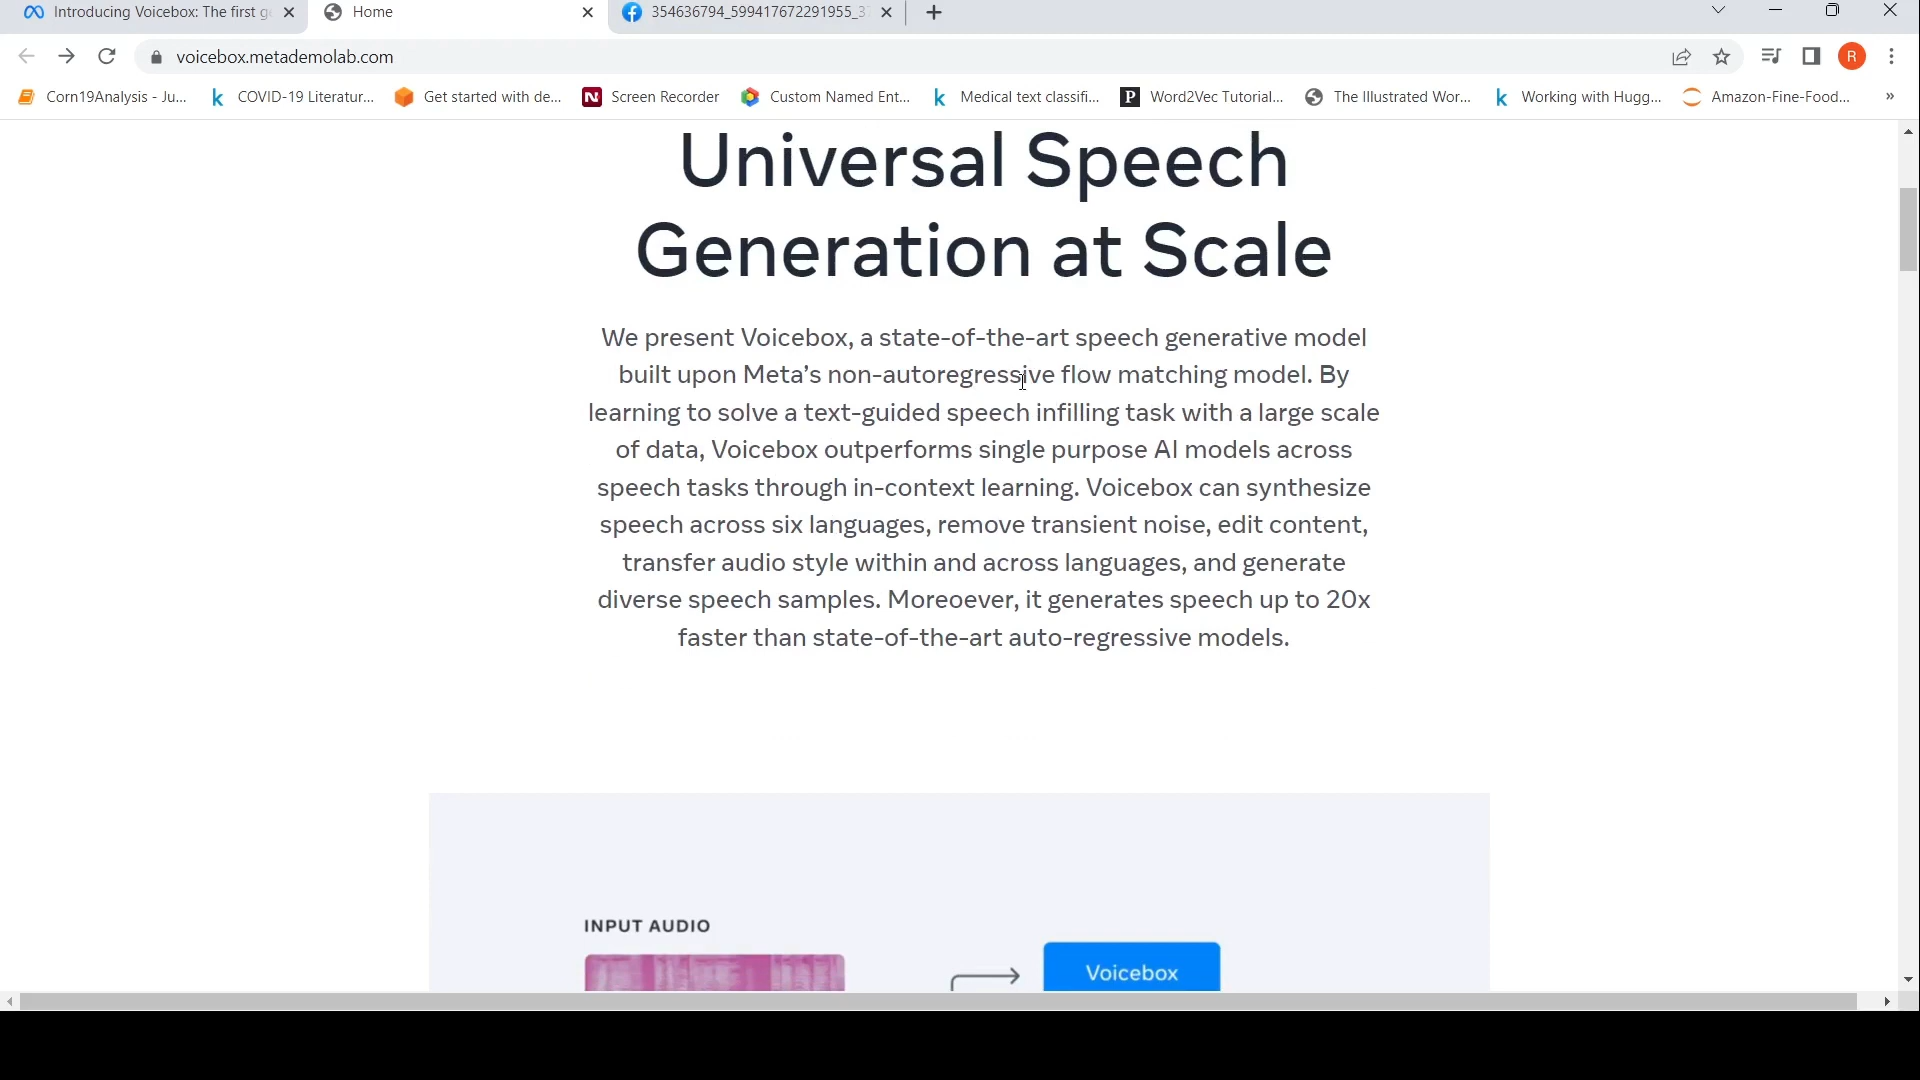 Introducing Voicebox: The first g
Home
354636794_599417672291955_3
voicebox.metademolab.com
R
Corn19Analysis - Ju...
COVID-19 Literatur...
Get started with de...
Screen Recorder
Custom Named Ent...
Medical text classifi...
Word2Vec Tutorial...
The Illustrated Wor...
Working with Hugg...
Amazon-Fine-Food...
Universal Speech
Generation at Scale
We present Voicebox, a state-of-the-art speech generative model
built upon Meta’s non-autoregressive flow matching model. By
learning to solve a text-guided speech infilling task with a large scale
of data, Voicebox outperforms single purpose AI models across
speech tasks through in-context learning. Voicebox can synthesize
speech across six languages, remove transient noise, edit content,
transfer audio style within and across languages, and generate
diverse speech samples. Moreoever, it generates speech up to 20x
faster than state-of-the-art auto-regressive models.
INPUT AUDIO
Voicebox